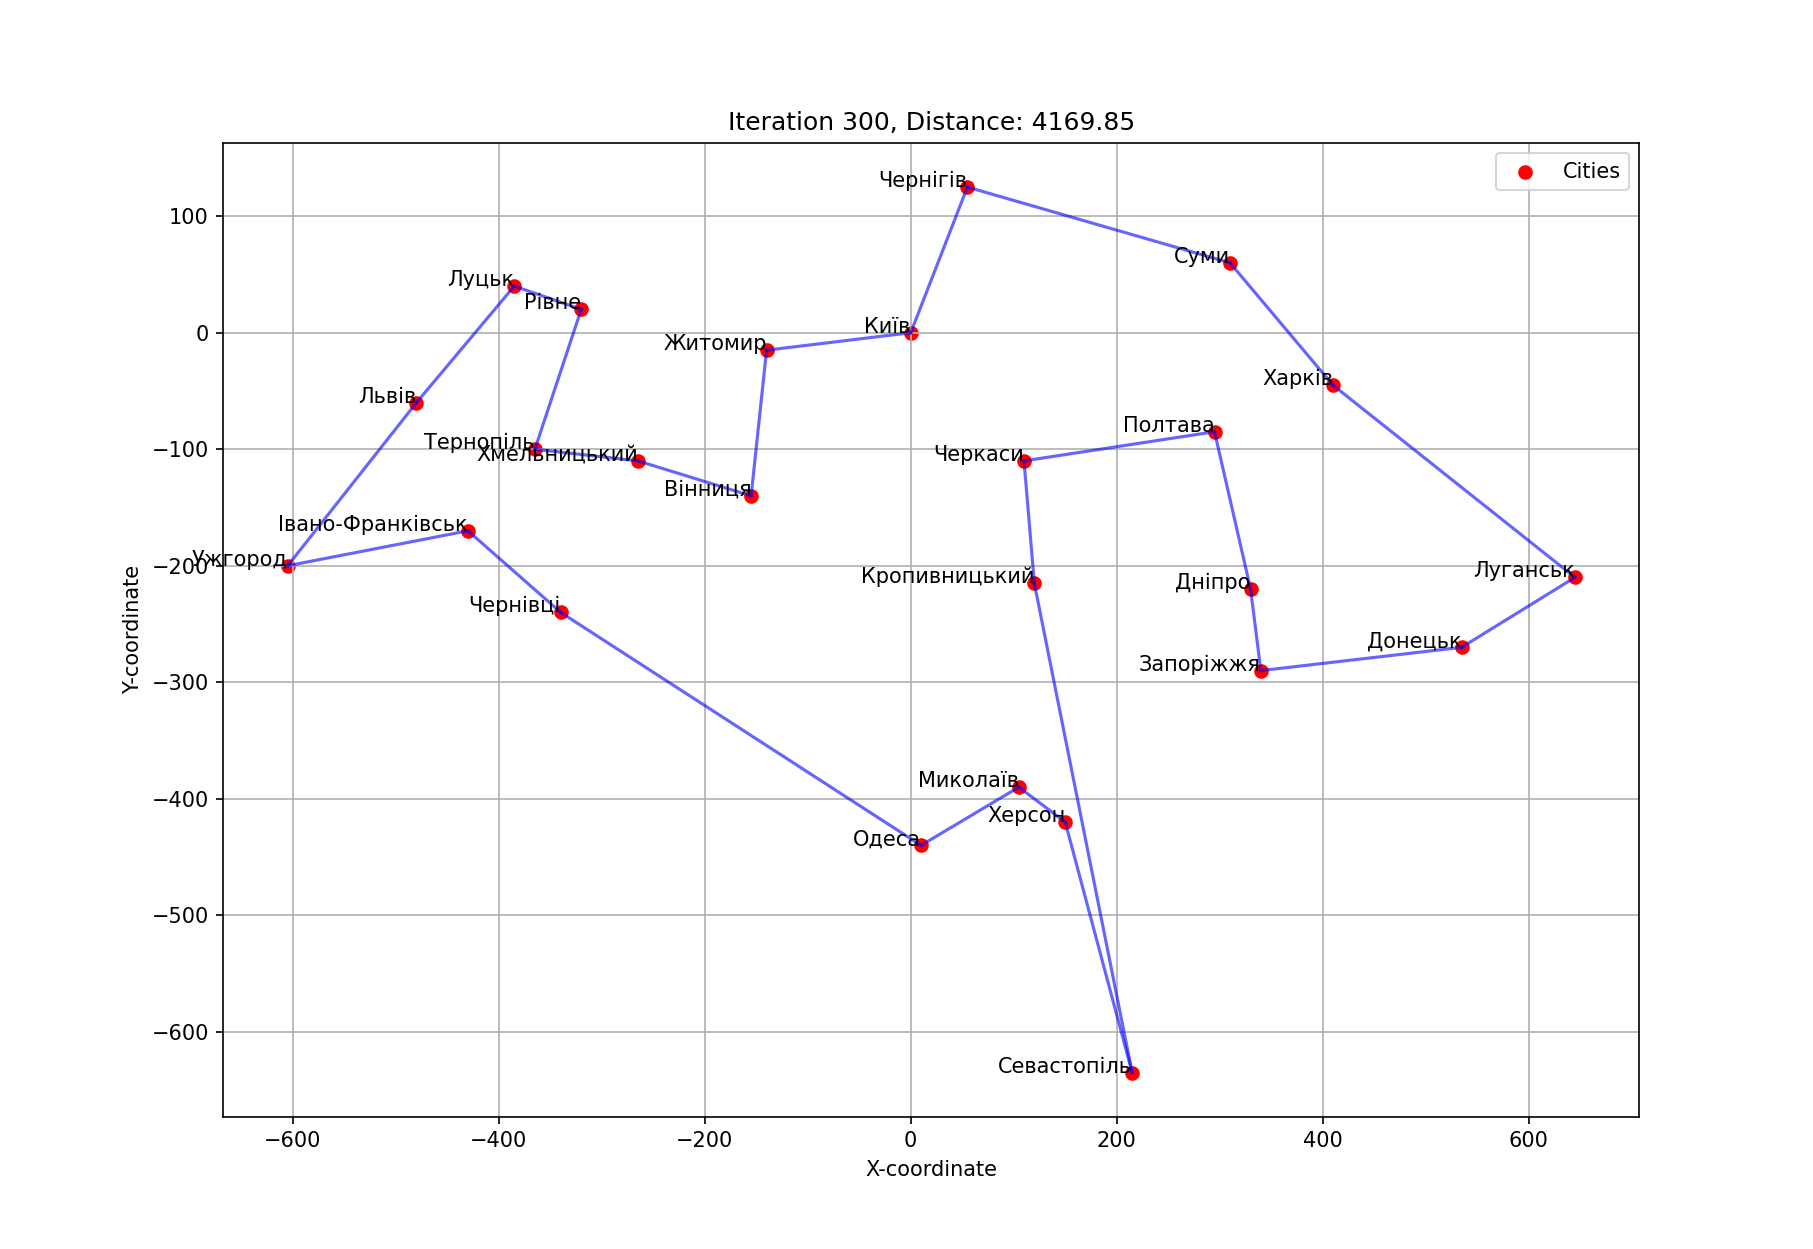 Iteration 300, Distance: 4169.85
Cities
Чернігів
Суми
Луцьк
Рівне
Київ
Житомир
Харків
Львів
Полтава
Тернопіль
Хмельницький
Черкаси
Вінниця
Івано-Франківськ
Ужгород
Луганськ
Кропивницький
Дніпро
Чернівці
Донецьк
Запоріжжя
Миколаїв
Херсон
Одеса
Севастополь
100
0
−100
−200
−300
−400
−500
−600
Y-coordinate
−600
−400
−200
0
200
400
600
X-coordinate